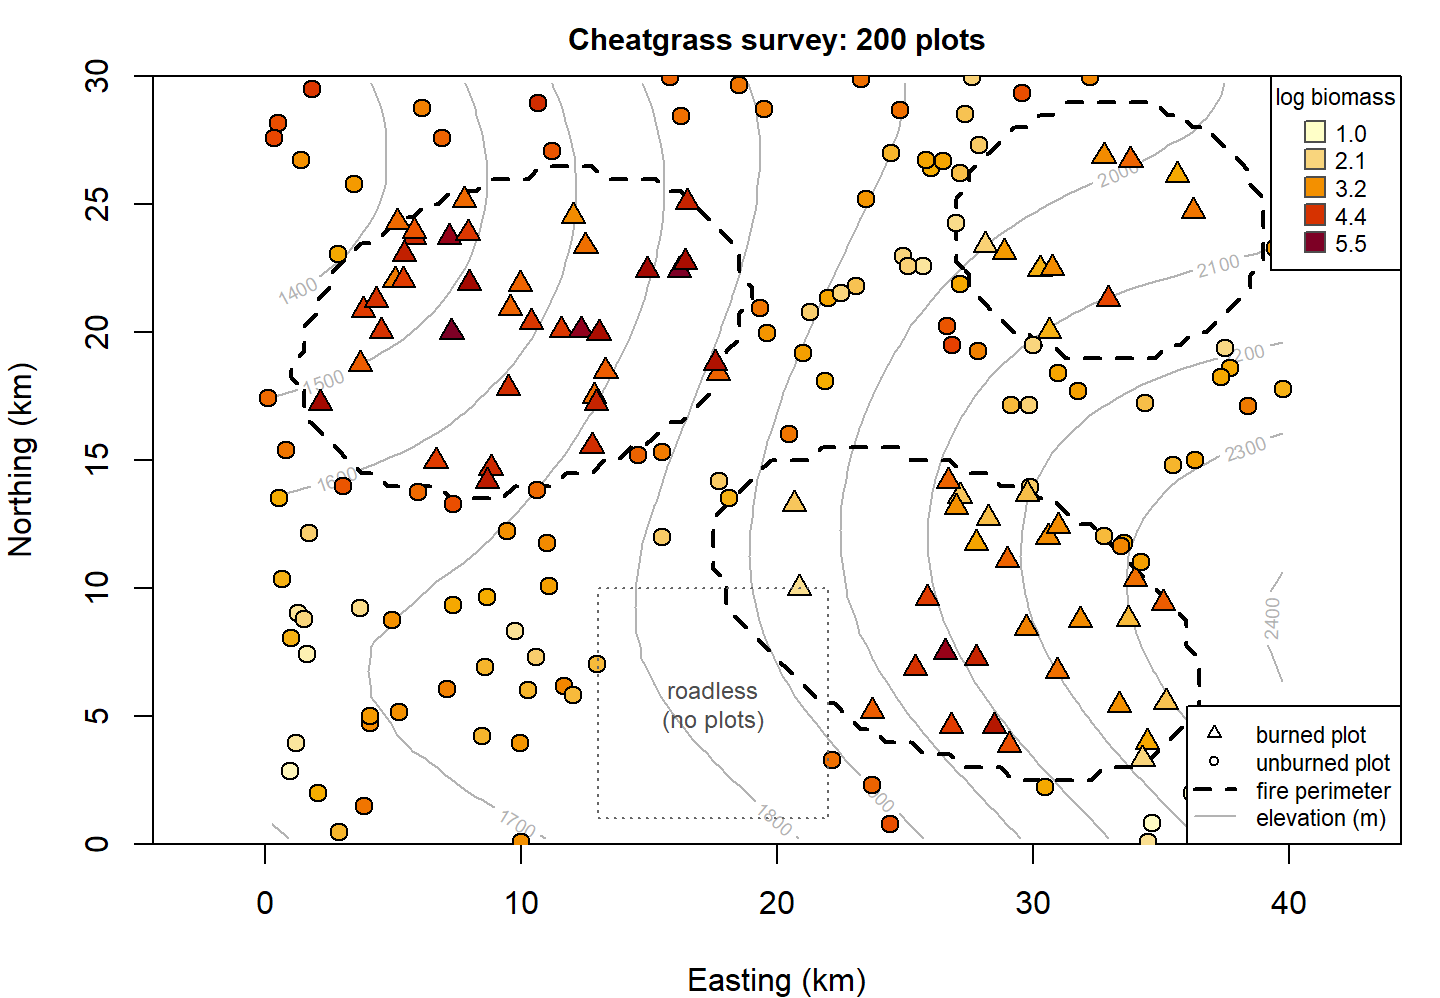 Cheatgrass survey: 200 plots
Northing (km)
30
25
20
15
10
5
0
log biomass
1.0
2.1
3.2
4.4
5.5
2000
2100
1400
200
1500
2300
1600
2400
roadless
(no plots)
1700
1800
burned plot
unburned plot
fire perimeter
elevation (m)
0
10
20
30
40
Easting (km)